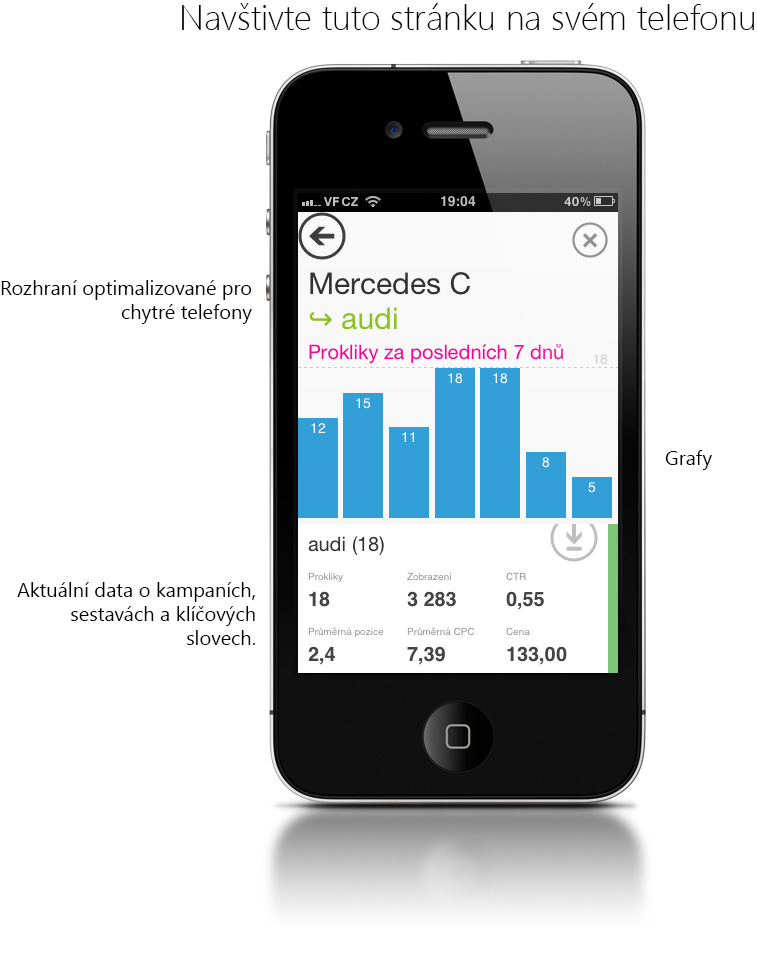 Navštivte tuto stránku na svém telefonu
VF CZ 19:04 40%
Rozhraní optimalizované pro
chytré telefony
Mercedes C
↪ audi
Prokliky za posledních 7 dnů
18
12 15 11 18 18 8 5
Grafy
audi (18)
Prokliky Zobrazení CTR
18 3 283 0,55
Průměrná pozice Průměrná CPC Cena
2,4 7,39 133,00
Aktuální data o kampaních,
sestavách a klíčových
slovech.